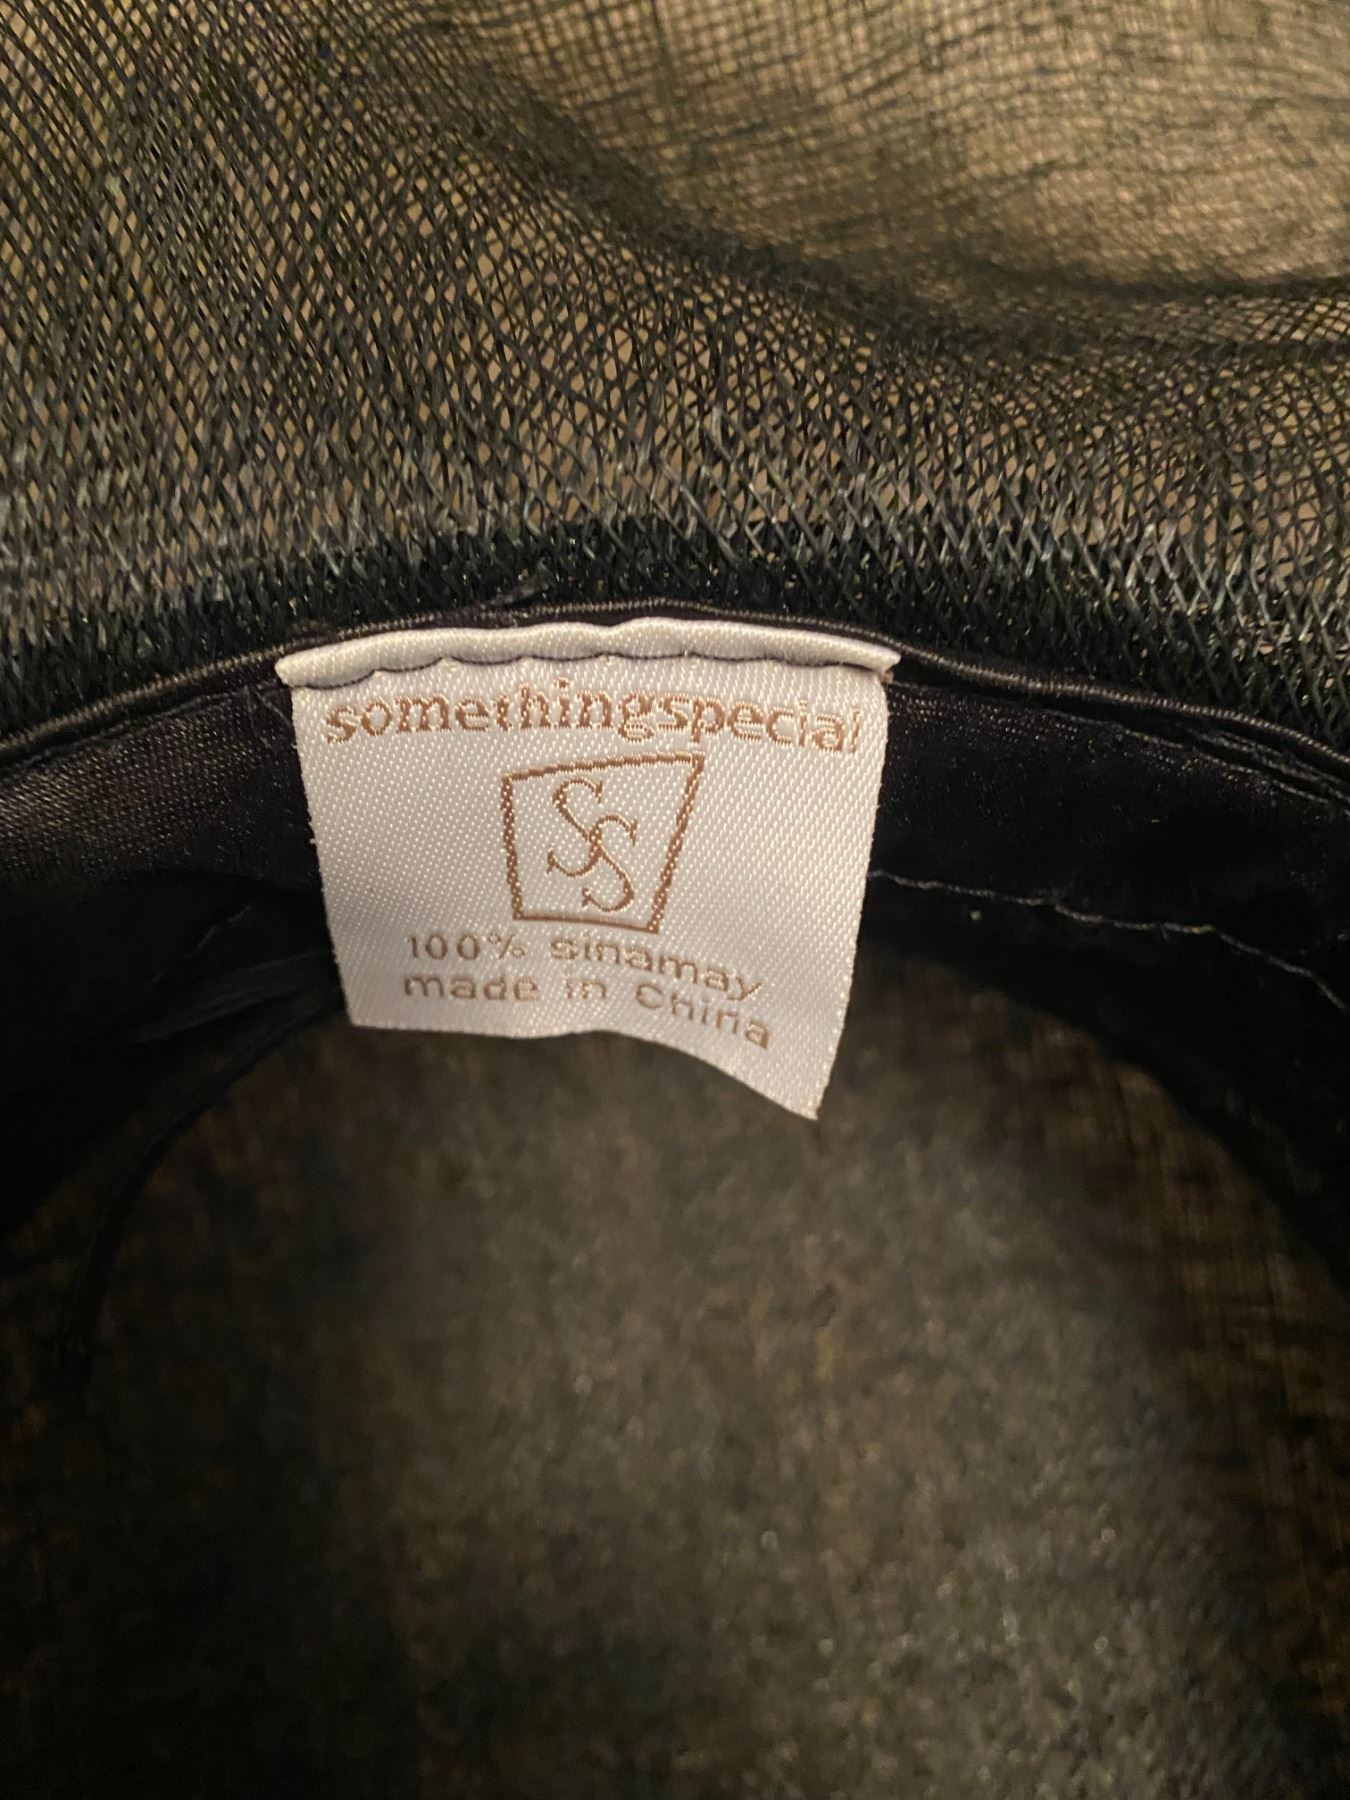 somethingspecial
SS
100% sinamay
made in China